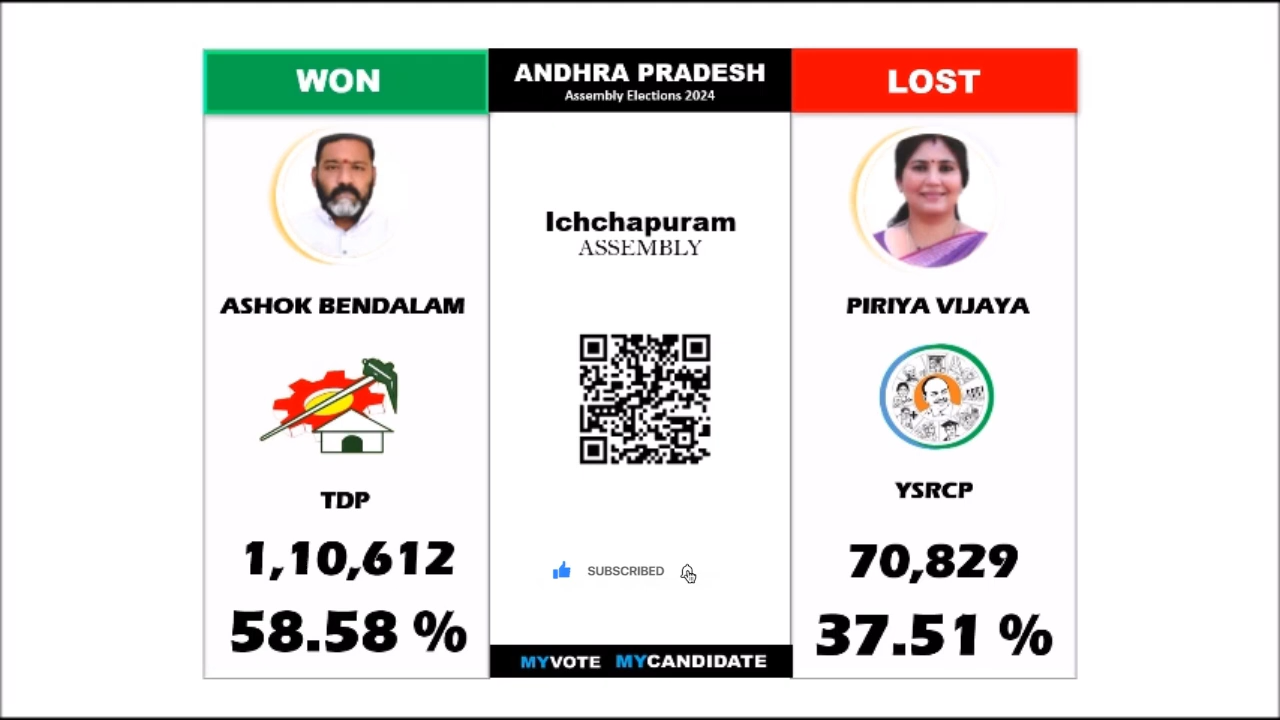 WON
ASHOK BENDALAM
TDP
1,10,612
58.58 %
ANDHRA PRADESH
Assembly Elections 2024
Ichchapuram
ASSEMBLY
SUBSCRIBED
MYVOTE MYCANDIDATE
LOST
PIRIYA VIJAYA
YSRCP
70,829
37.51 %